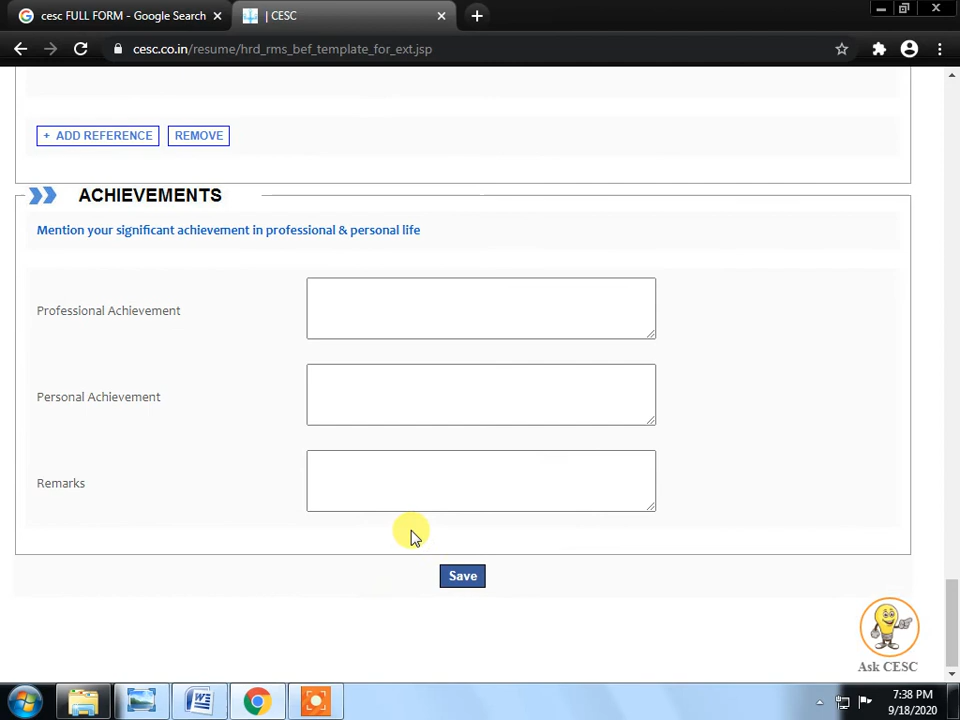 cesc FULL FORM - Google Search
| CESC
cesc.co.in/resume/hrd_rms_bef_template_for_ext.jsp
+ ADD REFERENCE
REMOVE
ACHIEVEMENTS
Mention your significant achievement in professional & personal life
Professional Achievement
Personal Achievement
Remarks
Save
Ask CESC
7:38 PM
9/18/2020